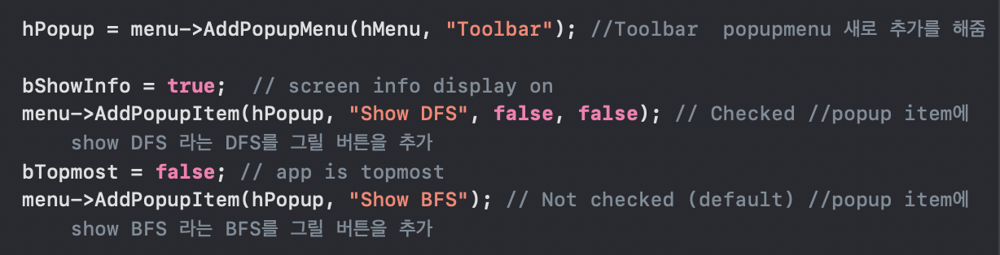 hPopup = menu->AddPopupMenu(hMenu, "Toolbar"); //Toolbar  popupmenu 새로 추가를 해줌
bShowInfo = true;  // screen info display on
menu->AddPopupItem(hPopup, "Show DFS", false, false); // Checked //popup item에
show DFS 라는 DFS를 그릴 버튼을 추가
bTopmost = false; // app is topmost
menu->AddPopupItem(hPopup, "Show BFS"); // Not checked (default) //popup item에
show BFS 라는 BFS를 그릴 버튼을 추가